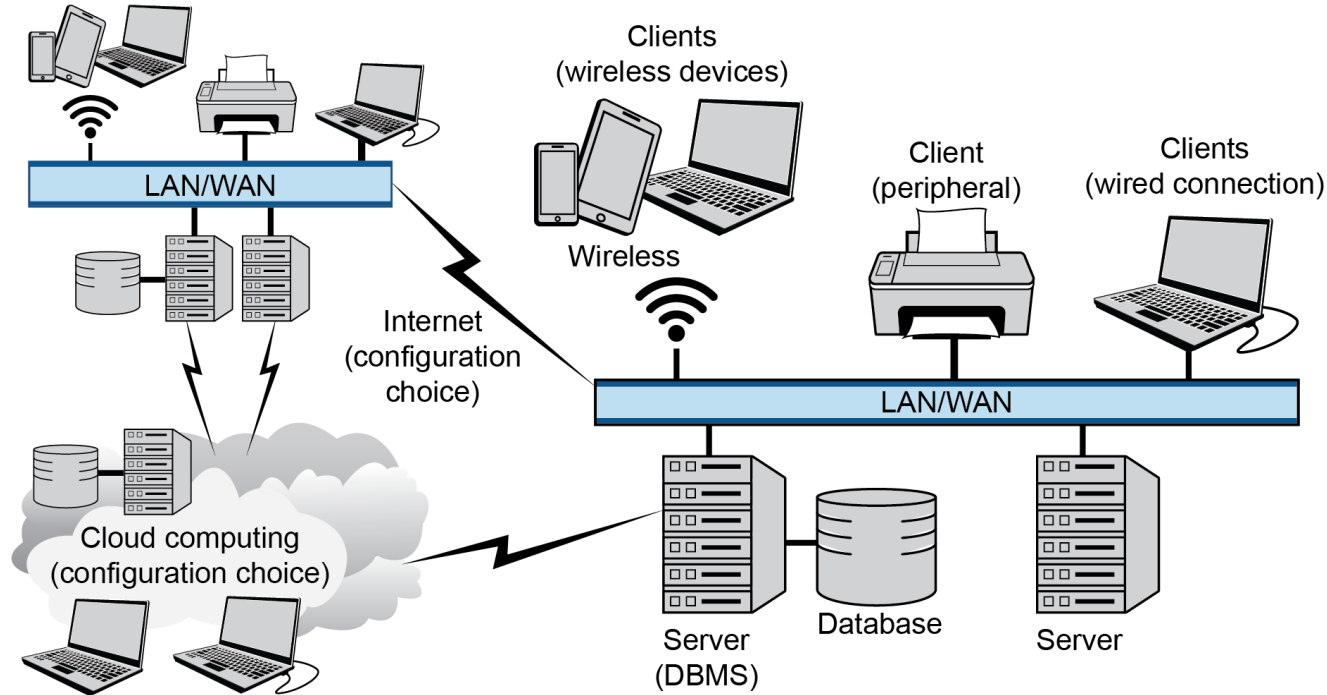 Clients
(wireless devices)
Client
(peripheral)
Clients
(wired connection)
LAN/WAN
Wireless
Internet
(configuration
choice)
LAN/WAN
Cloud computing
(configuration choice)
Server
(DBMS)
Database
Server